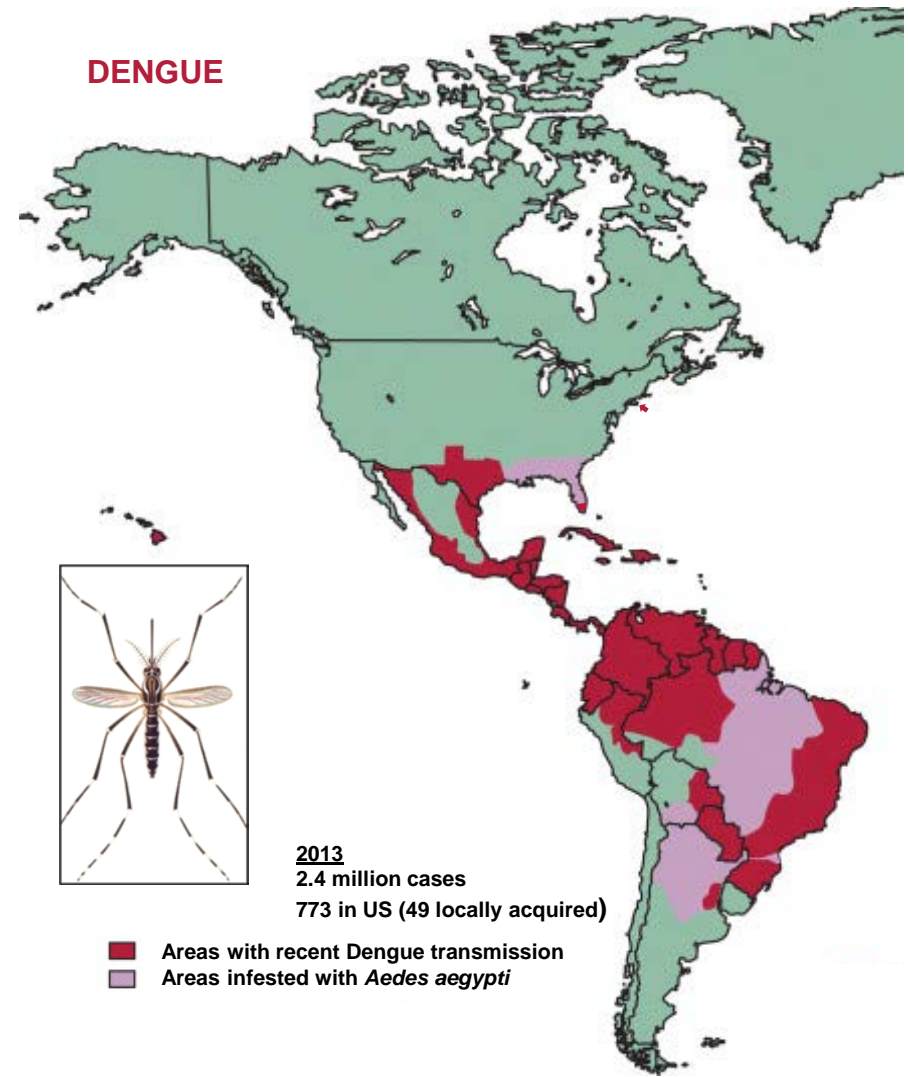 DENGUE
2013
2.4 million cases
773 in US (49 locally acquired)
Areas with recent Dengue transmission
Areas infested with Aedes aegypti